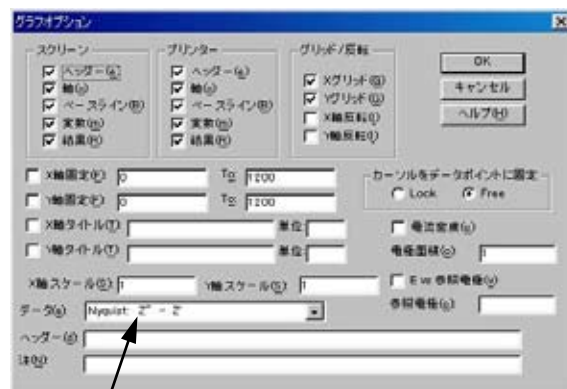 グラフオプション
スクリーン
ヘッダー(a)
軸(s)
ベースライン(B)
変数(m)
結果(R)
プリンター
ヘッダー(e)
軸(s)
ベースライン(B)
変数(m)
結果(R)
グリッド/反転
Xグリッド(G)
Yグリッド(G)
X軸反転(I)
Y軸反転(I)
OK
キャンセル
ヘルプ(H)
X軸固定(F) 0 To: 1200
Y軸固定(F) 0 To: 1200
カーソルをデータポイントに固定
Lock Free
X軸タイトル(T) 単位:
Y軸タイトル(T) 単位:
電流密度
電極面積 1
X軸スケール(S) 1 Y軸スケール(S) 1
E vs 参照電極
参照電極
データ(a) Nyquist: Z" - Z'
ヘッダー(d)
注(N):